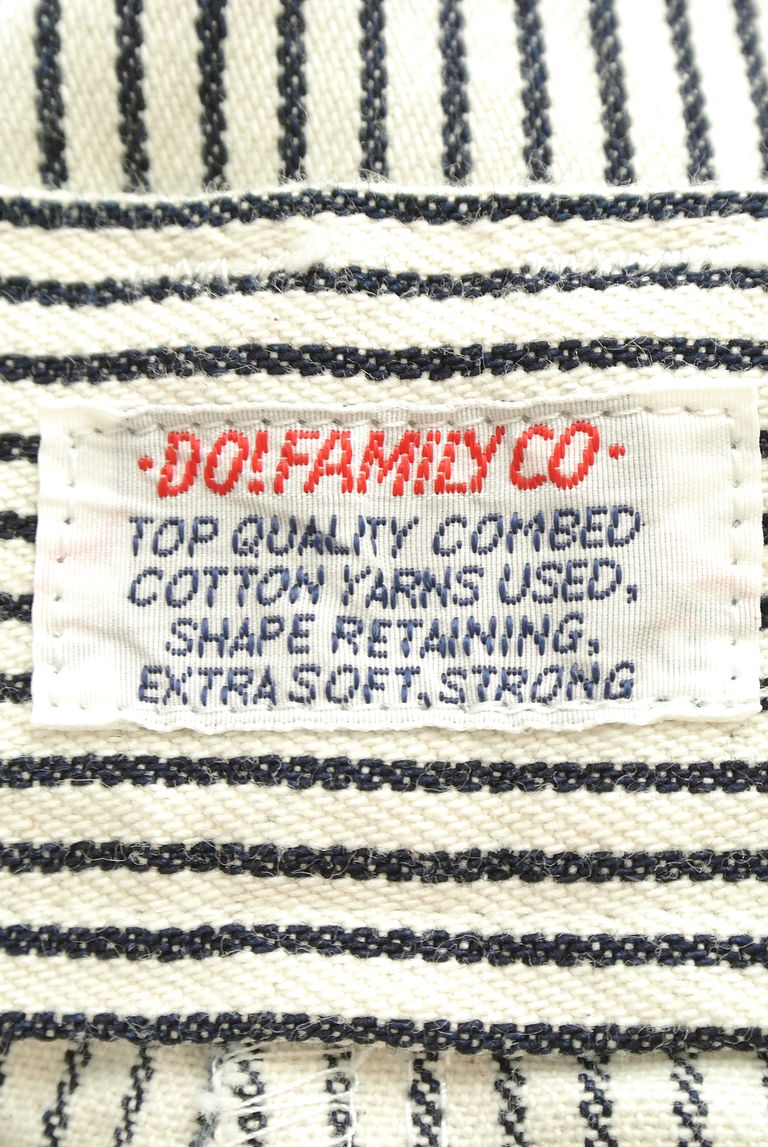 ·DO!FAMILY CO·
TOP QUALITY COMBED
COTTON YARNS USED,
SHAPE RETAINING,
EXTRA SOFT, STRONG